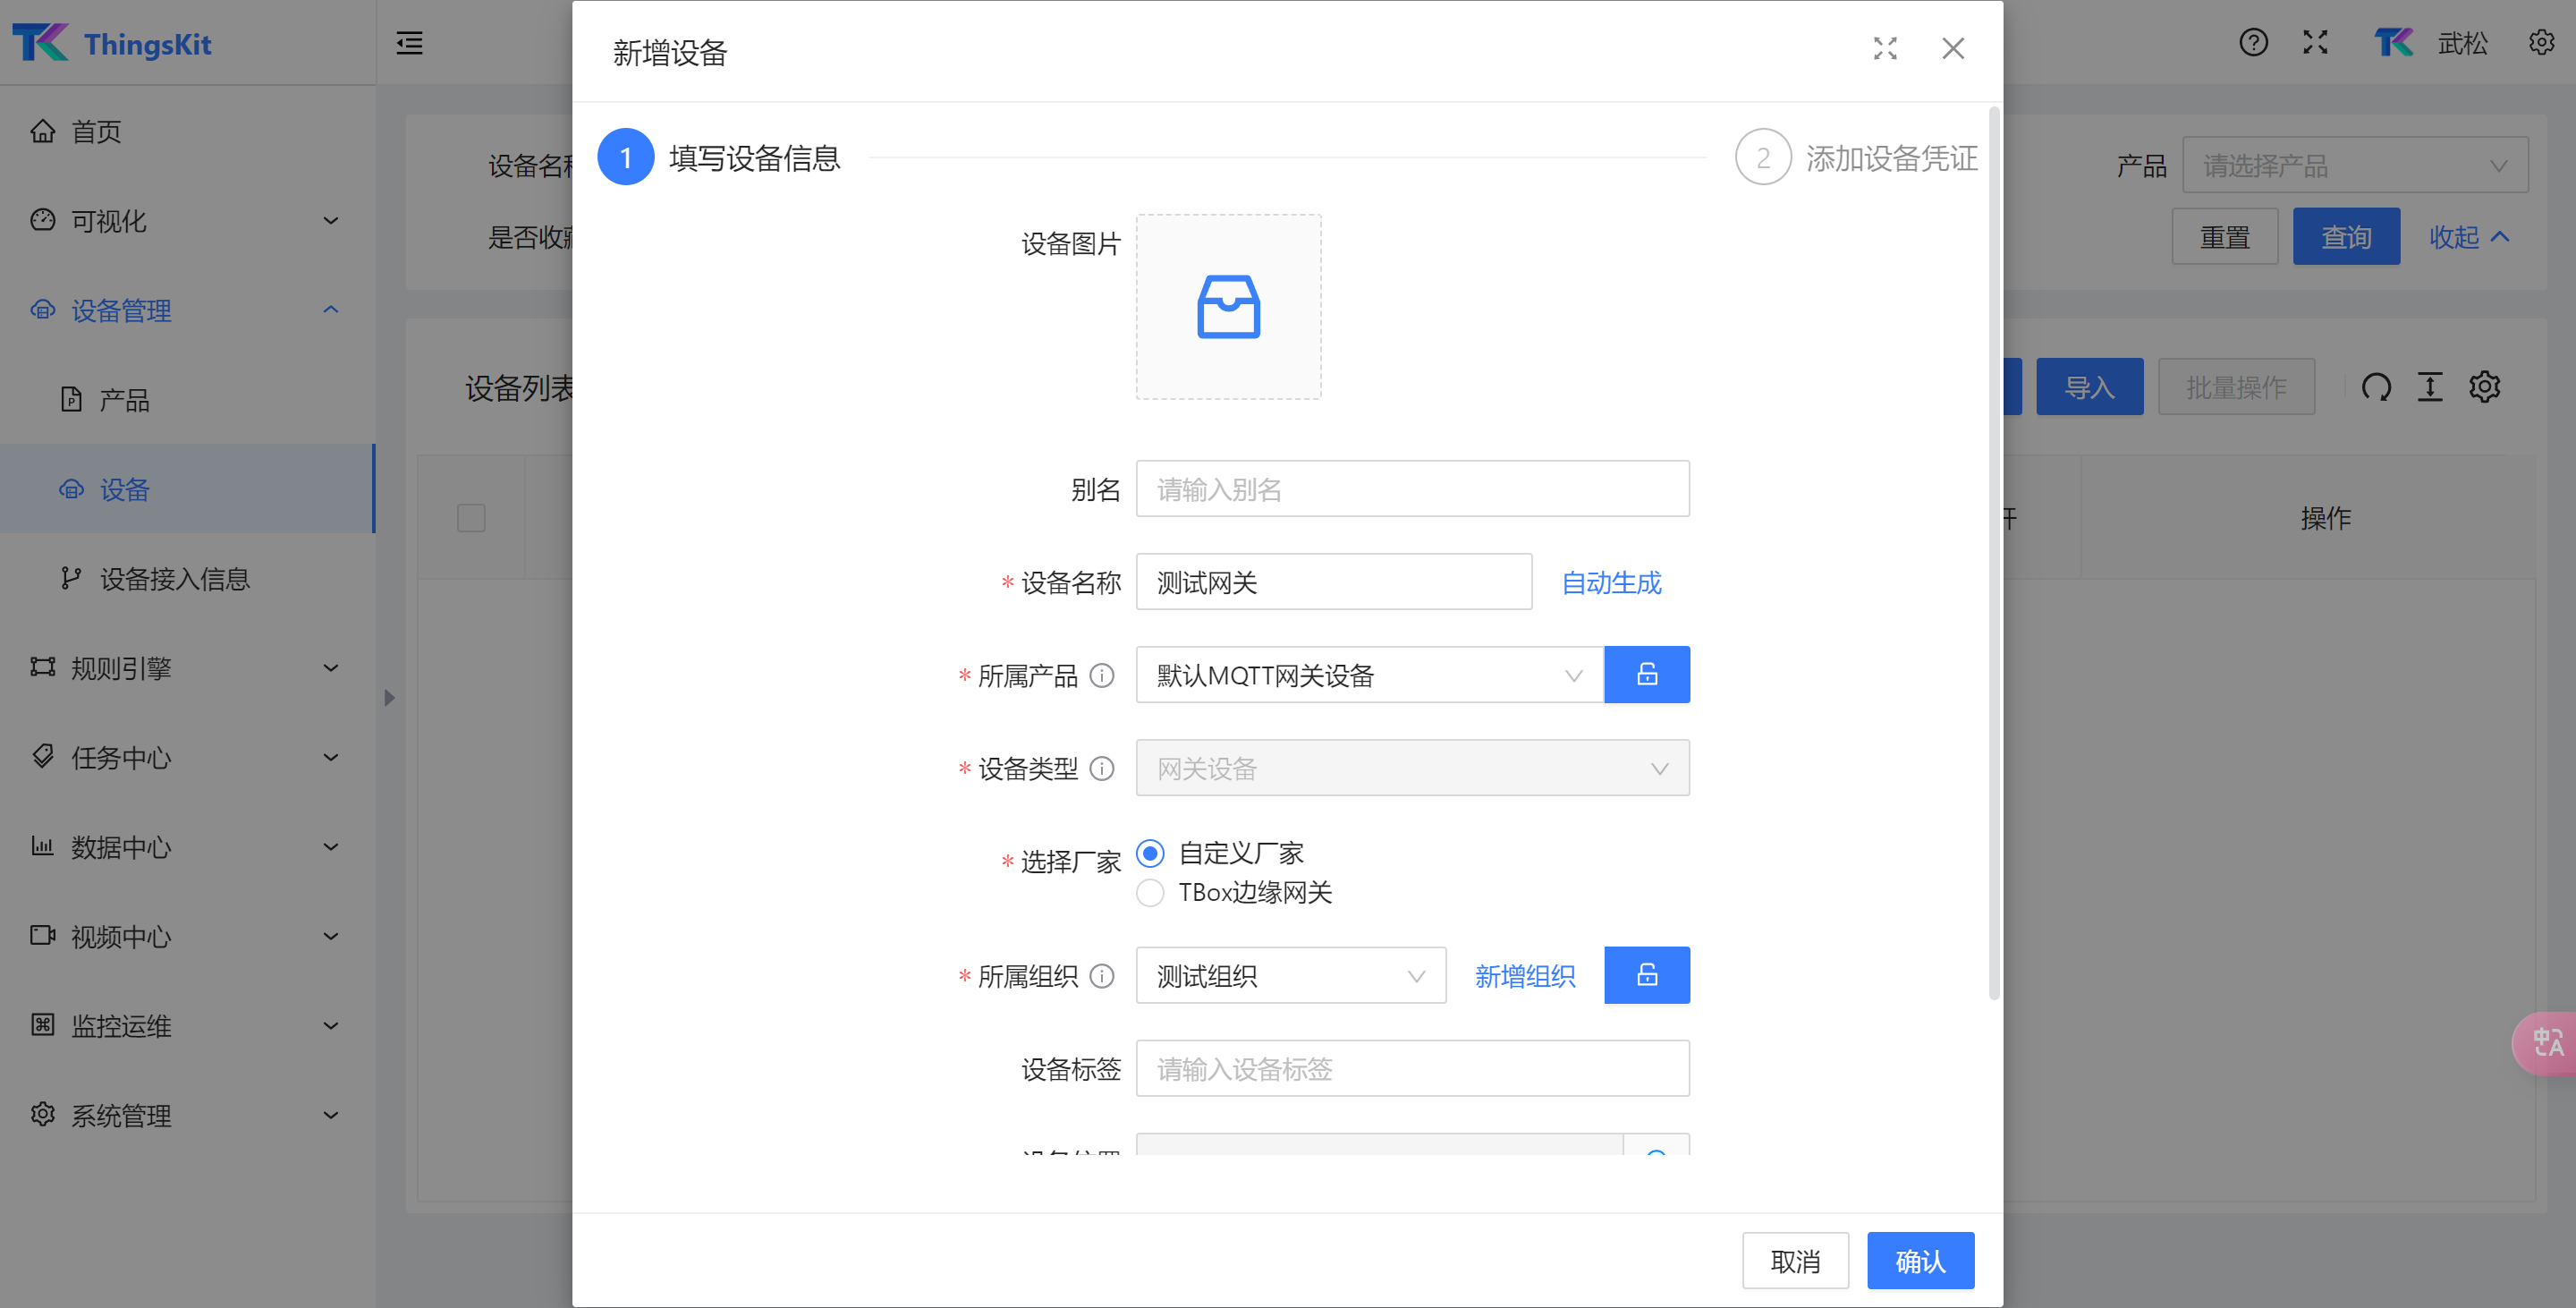 ThingsKit
武松
首页
可视化
设备管理
产品
设备
设备接入信息
规则引擎
任务中心
数据中心
视频中心
监控运维
系统管理
设备名称
产品
请选择产品
是否收藏
重置
查询
收起
设备列表
导入
批量操作
操作
新增设备
1 填写设备信息
2 添加设备凭证
设备图片
别名 请输入别名
* 设备名称 测试网关 自动生成
* 所属产品 默认MQTT网关设备
* 设备类型 网关设备
* 选择厂家 自定义厂家
TBox边缘网关
* 所属组织 测试组织 新增组织
设备标签 请输入设备标签
设备位置
取消 确认